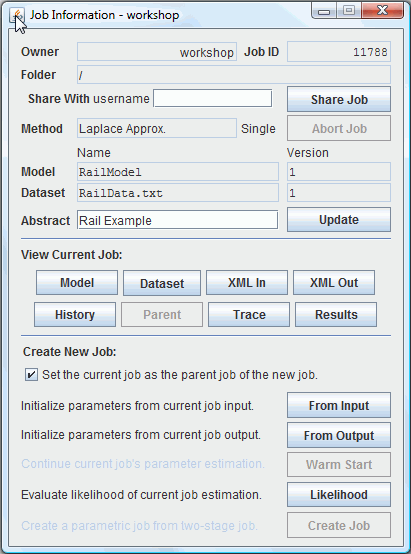 Job Information - workshop
Owner workshop Job ID 11788
Folder /
Share With username Share Job
Method Laplace Approx. Single Abort Job
Name Version
Model RailModel 1
Dataset RailData.txt 1
Abstract Rail Example Update
View Current Job:
Model Dataset XML In XML Out
History Parent Trace Results
Create New Job:
Set the current job as the parent job of the new job.
Initialize parameters from current job input. From Input
Initialize parameters from current job output. From Output
Continue current job's parameter estimation. Warm Start
Evaluate likelihood of current job estimation. Likelihood
Create a parametric job from two-stage job. Create Job